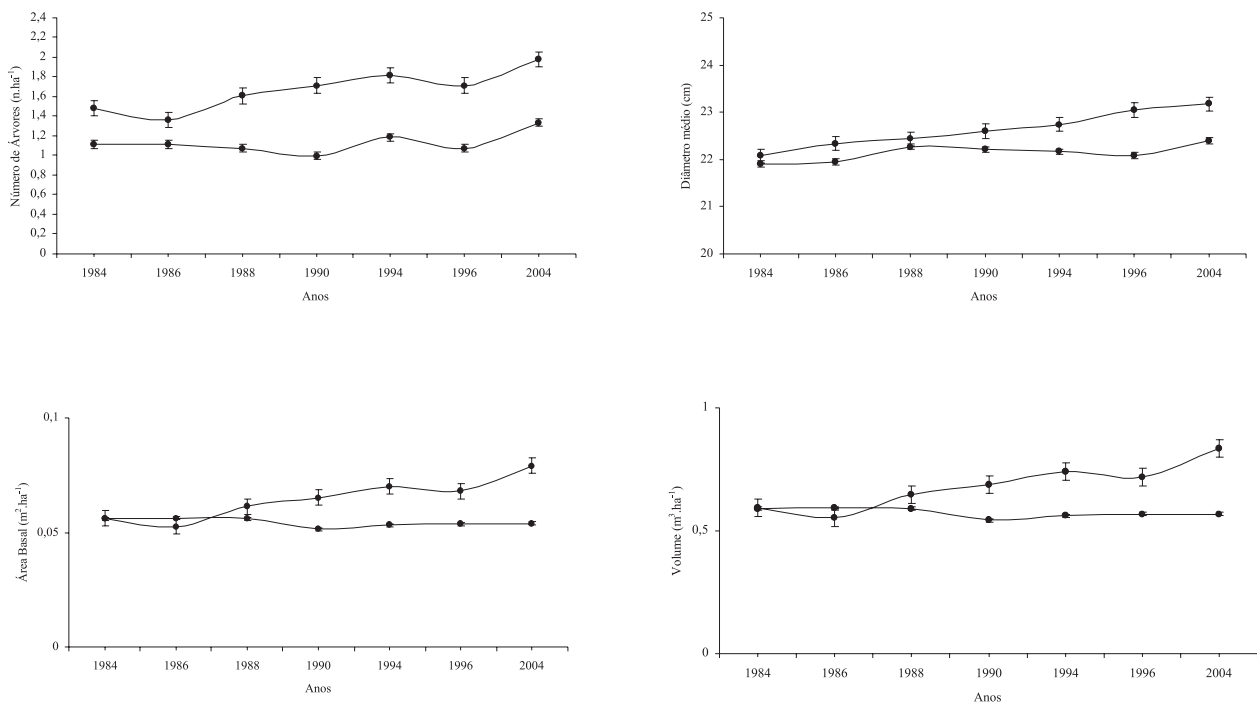 Número de Árvores (n.ha⁻¹)
2,4
2,2
2
1,8
1,6
1,4
1,2
1
0,8
0,6
0,4
0,2
0
1984 1986 1988 1990 1994 1996 2004
Anos
Diâmetro médio (cm)
25
24
23
22
21
20
1984 1986 1988 1990 1994 1996 2004
Anos
Área Basal (m².ha⁻¹)
0,1
0,05
0
1984 1986 1988 1990 1994 1996 2004
Anos
Volume (m³.ha⁻¹)
1
0,5
0
1984 1986 1988 1990 1994 1996 2004
Anos